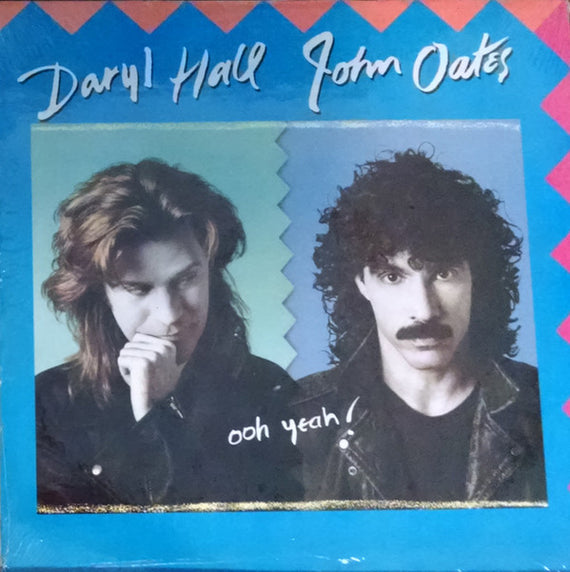 Daryl Hall John Oates
ooh yeah!